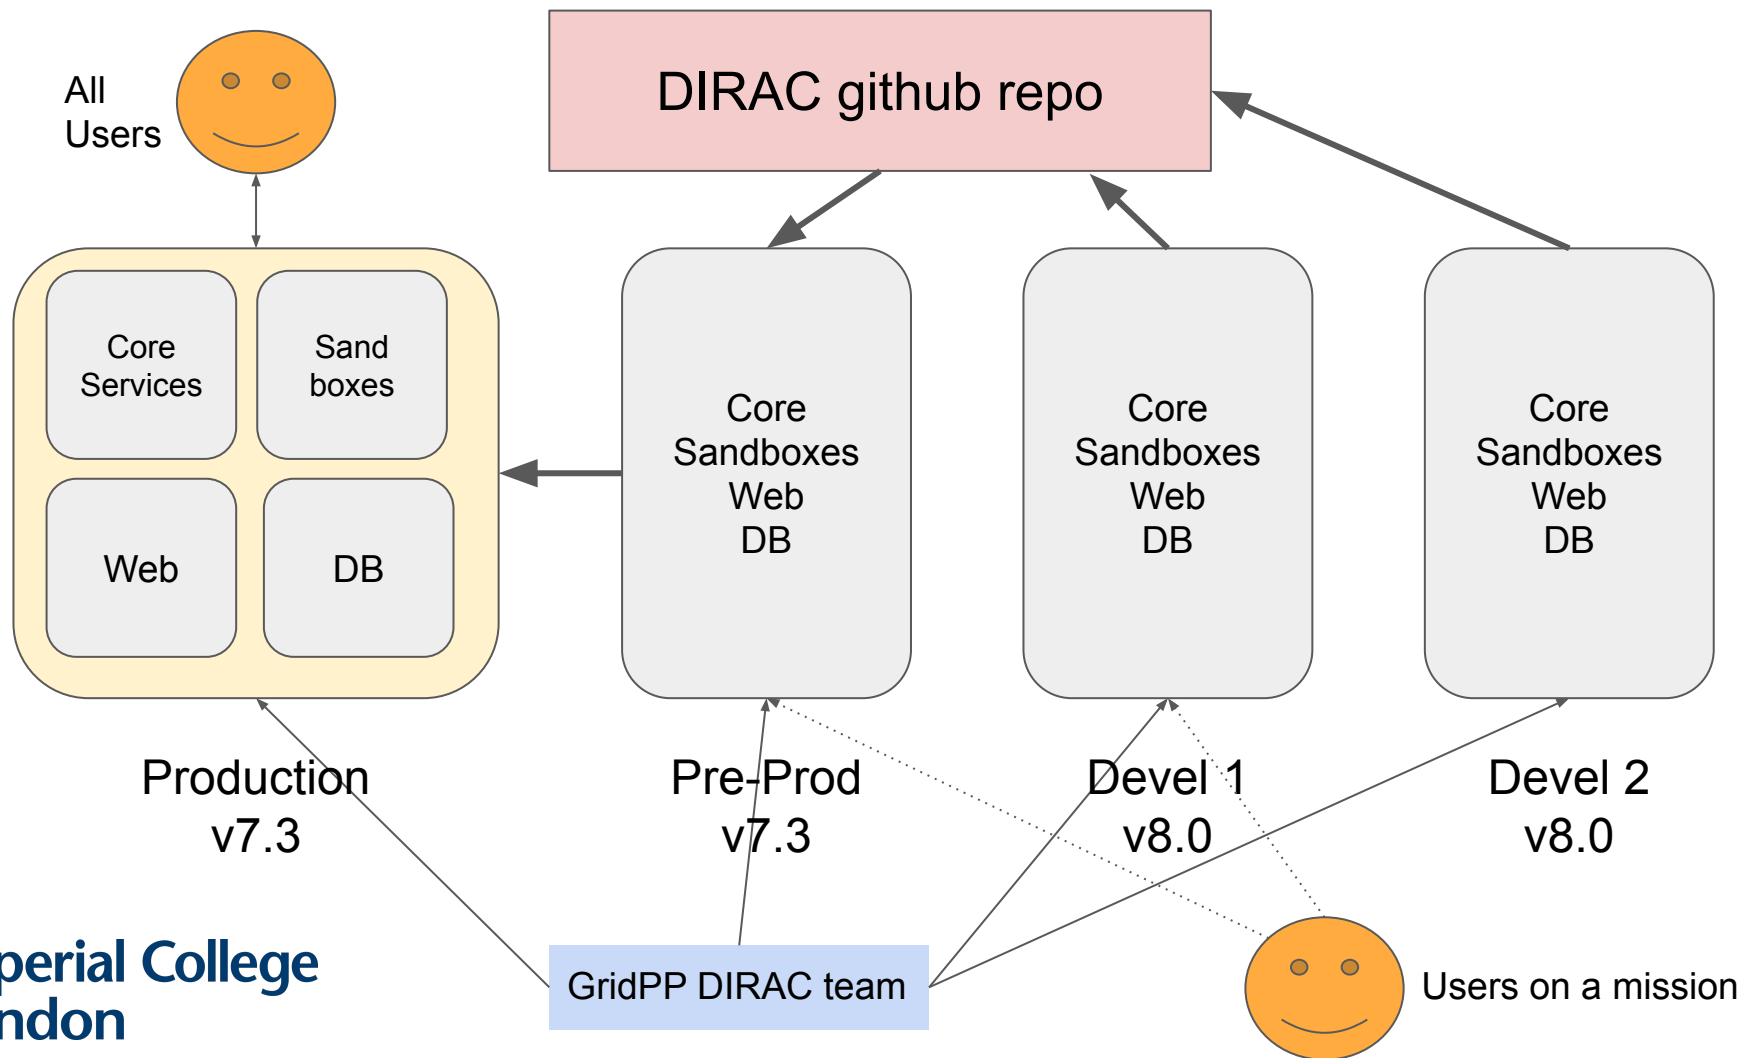 All
Users
DIRAC github repo
Core
Services
Sand
boxes
Web
DB
Core
Sandboxes
Web
DB
Core
Sandboxes
Web
DB
Core
Sandboxes
Web
DB
Production
v7.3
Pre-Prod
v7.3
Devel 1
v8.0
Devel 2
v8.0
perial College
ndon
GridPP DIRAC team
Users on a mission